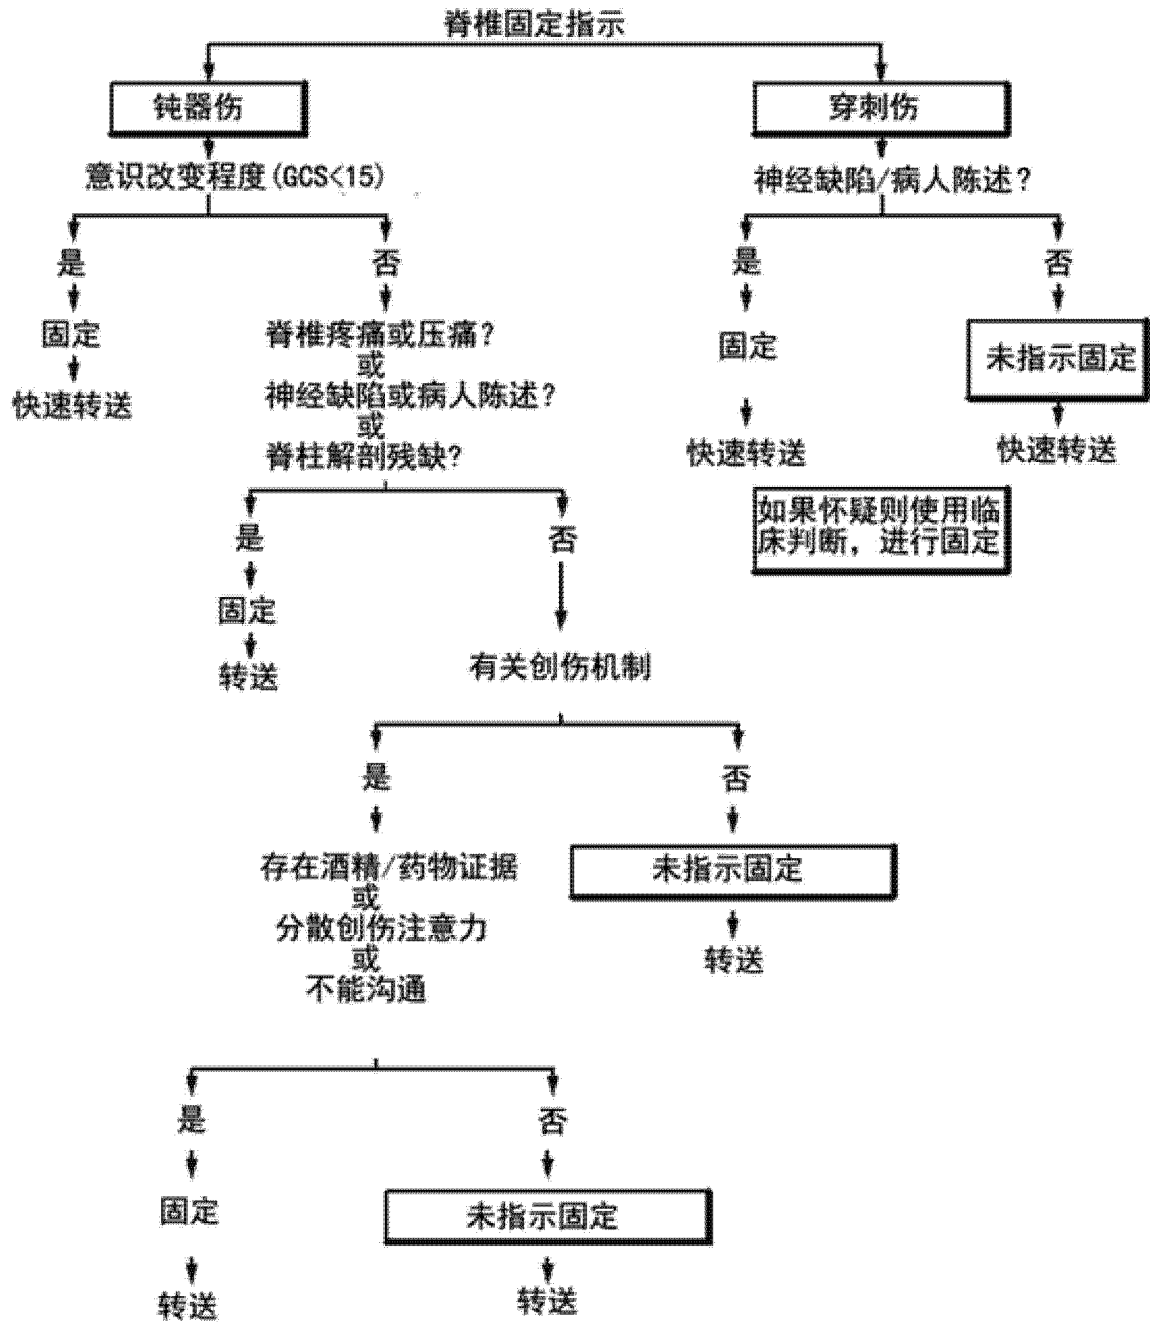 脊椎固定指示
钝器伤
穿刺伤
意识改变程度(GCS<15)
神经缺陷/病人陈述?
是
否
是
否
固定
脊椎疼痛或压痛?
固定
未指示固定
或
快速转送
神经缺陷或病人陈述?
或
快速转送
快速转送
脊柱解剖残缺?
如果怀疑则使用临
床判断，进行固定
是
否
固定
转送
有关创伤机制
是
否
存在酒精/药物证据
未指示固定
或
分散创伤注意力
或
转送
不能沟通
是
否
固定
未指示固定
转送
转送